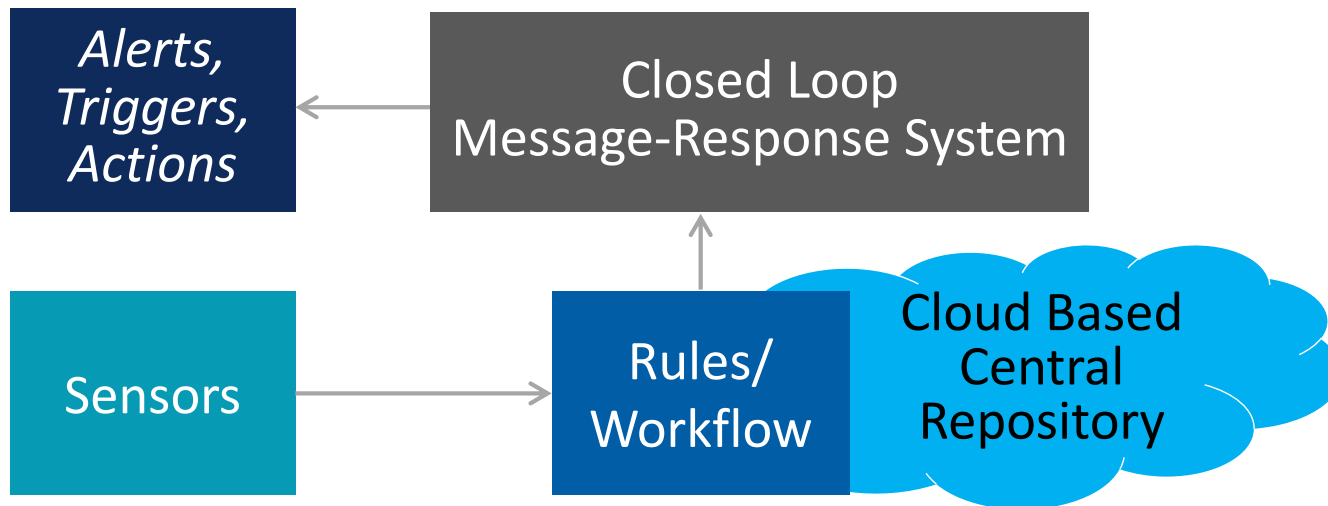 Alerts,
Triggers,
Actions
Closed Loop
Message-Response System
Sensors
Rules/
Workflow
Cloud Based
Central
Repository